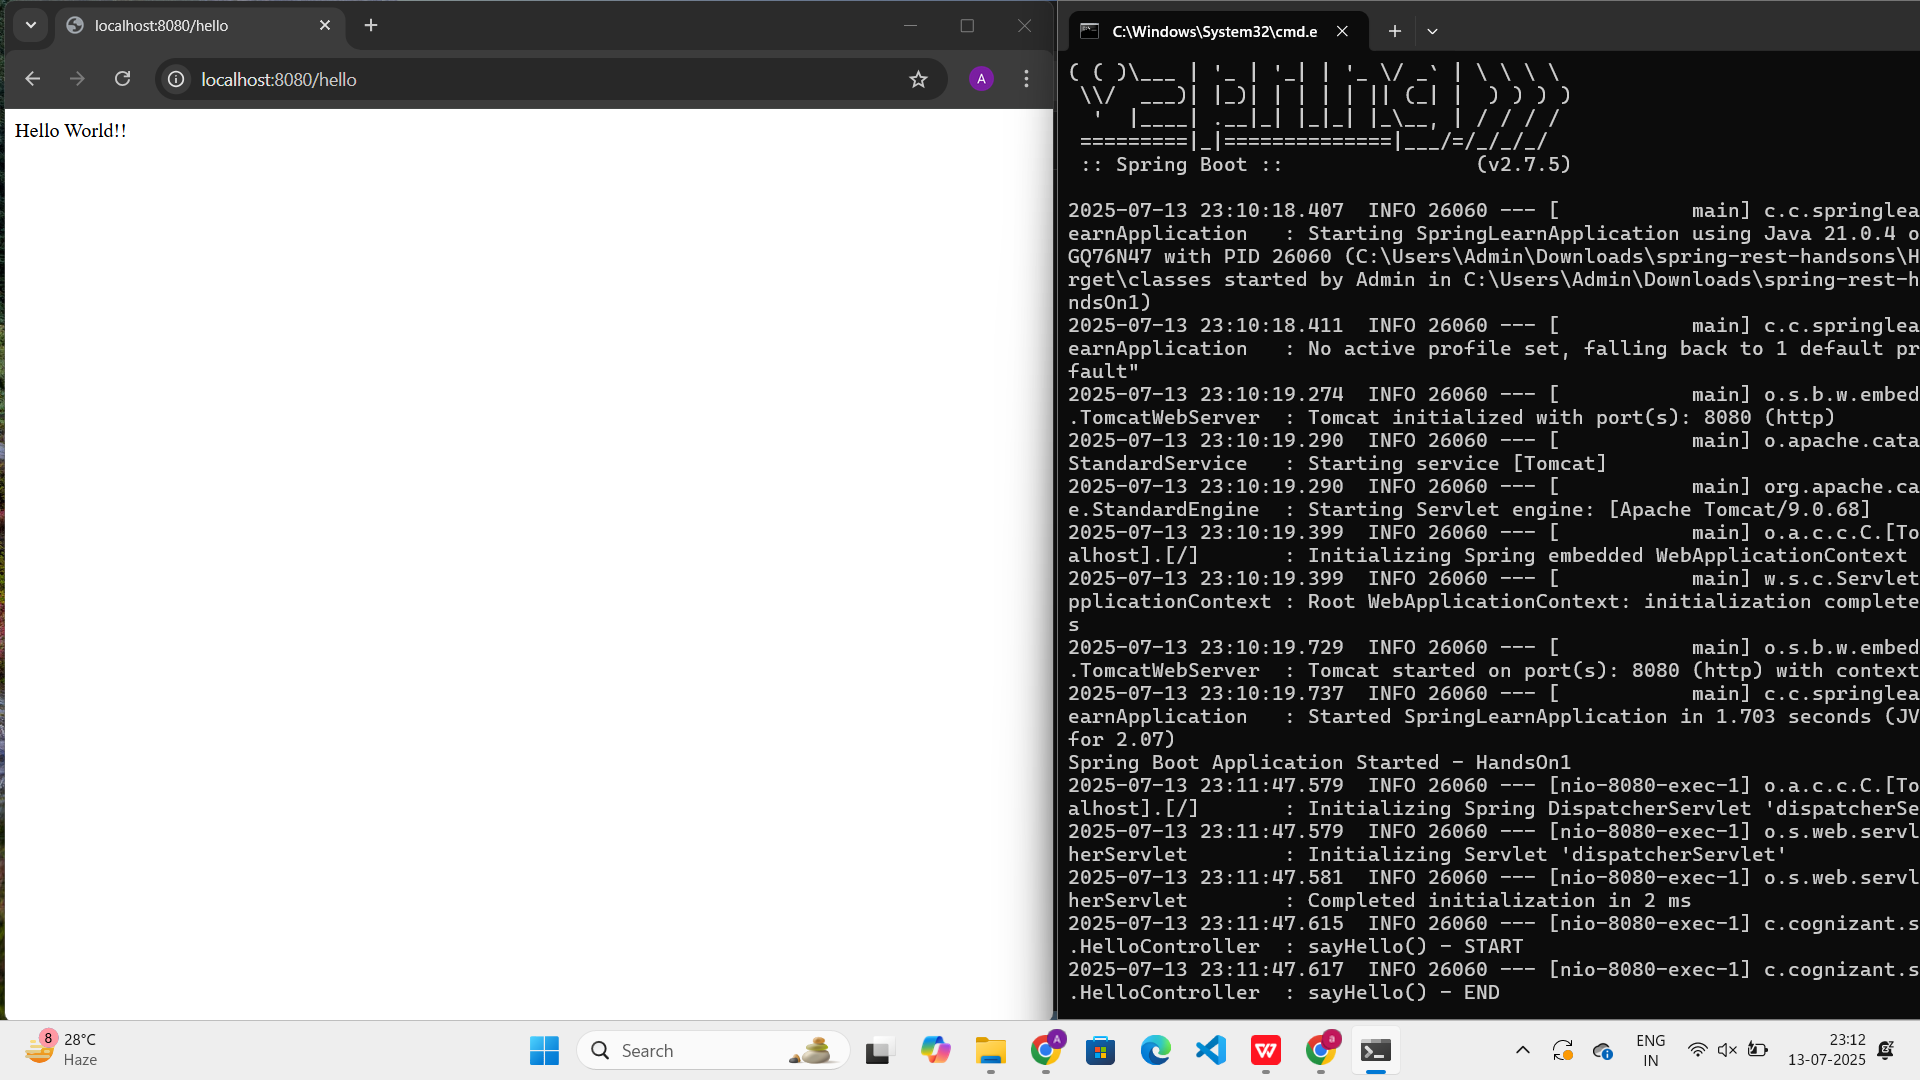 localhost:8080/hello
localhost:8080/hello
A
Hello World!!
C:\Windows\System32\cmd.e
( ( )\___ | '_ | '_| | '_ \/ _` | \ \ \ \
 \\/  ___)| |_)| | | | | || (_| |  ) ) ) )
  '  |____| .__|_| |_|_| |_\__, | / / / /
 =========|_|==============|___/=/_/_/_/
 :: Spring Boot ::                (v2.7.5)
2025-07-13 23:10:18.407  INFO 26060 --- [           main] c.c.springlea
earnApplication   : Starting SpringLearnApplication using Java 21.0.4 o
GQ76N47 with PID 26060 (C:\Users\Admin\Downloads\spring-rest-handsons\H
rget\classes started by Admin in C:\Users\Admin\Downloads\spring-rest-h
ndsOn1)
2025-07-13 23:10:18.411  INFO 26060 --- [           main] c.c.springlea
earnApplication   : No active profile set, falling back to 1 default pr
fault"
2025-07-13 23:10:19.274  INFO 26060 --- [           main] o.s.b.w.embed
.TomcatWebServer  : Tomcat initialized with port(s): 8080 (http)
2025-07-13 23:10:19.290  INFO 26060 --- [           main] o.apache.cata
StandardService   : Starting service [Tomcat]
2025-07-13 23:10:19.290  INFO 26060 --- [           main] org.apache.ca
e.StandardEngine  : Starting Servlet engine: [Apache Tomcat/9.0.68]
2025-07-13 23:10:19.399  INFO 26060 --- [           main] o.a.c.c.C.[To
alhost].[/]       : Initializing Spring embedded WebApplicationContext
2025-07-13 23:10:19.399  INFO 26060 --- [           main] w.s.c.Servlet
pplicationContext : Root WebApplicationContext: initialization complete
s
2025-07-13 23:10:19.729  INFO 26060 --- [           main] o.s.b.w.embed
.TomcatWebServer  : Tomcat started on port(s): 8080 (http) with context
2025-07-13 23:10:19.737  INFO 26060 --- [           main] c.c.springlea
earnApplication   : Started SpringLearnApplication in 1.703 seconds (JV
for 2.07)
Spring Boot Application Started - HandsOn1
2025-07-13 23:11:47.579  INFO 26060 --- [nio-8080-exec-1] o.a.c.c.C.[To
alhost].[/]       : Initializing Spring DispatcherServlet 'dispatcherSe
2025-07-13 23:11:47.579  INFO 26060 --- [nio-8080-exec-1] o.s.web.servl
herServlet        : Initializing Servlet 'dispatcherServlet'
2025-07-13 23:11:47.581  INFO 26060 --- [nio-8080-exec-1] o.s.web.servl
herServlet        : Completed initialization in 2 ms
2025-07-13 23:11:47.615  INFO 26060 --- [nio-8080-exec-1] c.cognizant.s
.HelloController  : sayHello() - START
2025-07-13 23:11:47.617  INFO 26060 --- [nio-8080-exec-1] c.cognizant.s
.HelloController  : sayHello() - END
8
28°C
Haze
Search
A
W
a
ENG
IN
23:12
13-07-2025